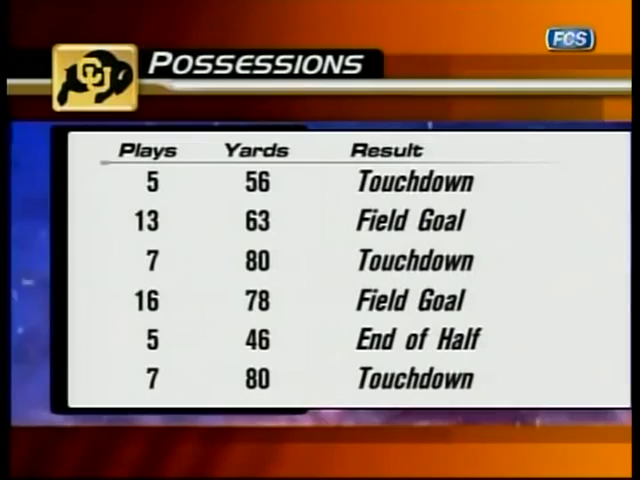 FCS
CU
POSSESSIONS
Plays Yards Result
5 56 Touchdown
13 63 Field Goal
7 80 Touchdown
16 78 Field Goal
5 46 End of Half
7 80 Touchdown